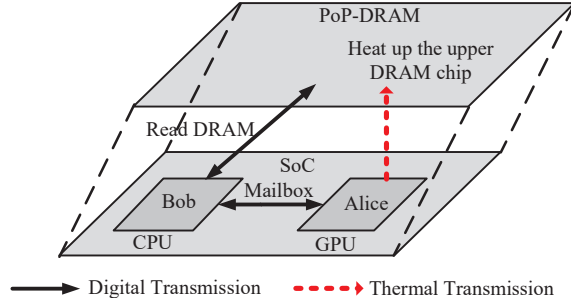 PoP-DRAM
Heat up the upper
DRAM chip
Read DRAM
SoC
Mailbox
Bob
Alice
CPU
GPU
Digital Transmission
Thermal Transmission